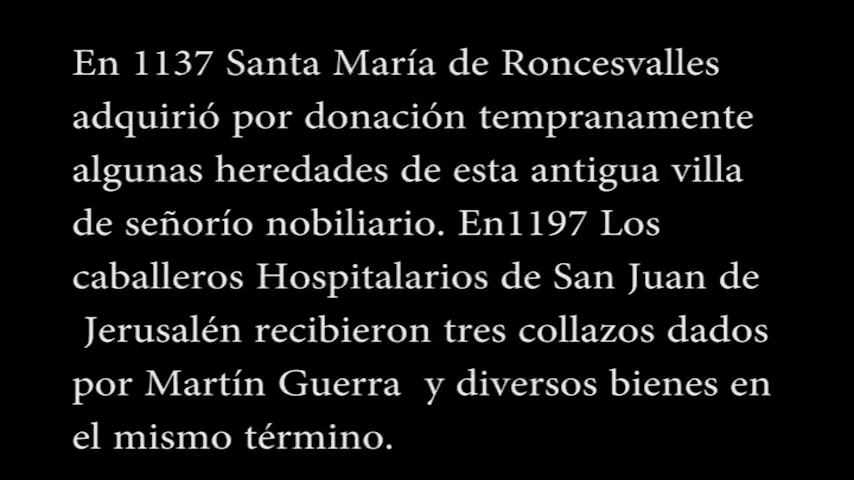 En 1137 Santa María de Roncesvalles
adquirió por donación tempranamente
algunas heredades de esta antigua villa
de señorío nobiliario. En1197 Los
caballeros Hospitalarios de San Juan de
Jerusalén recibieron tres collazos dados
por Martín Guerra  y diversos bienes en
el mismo término.